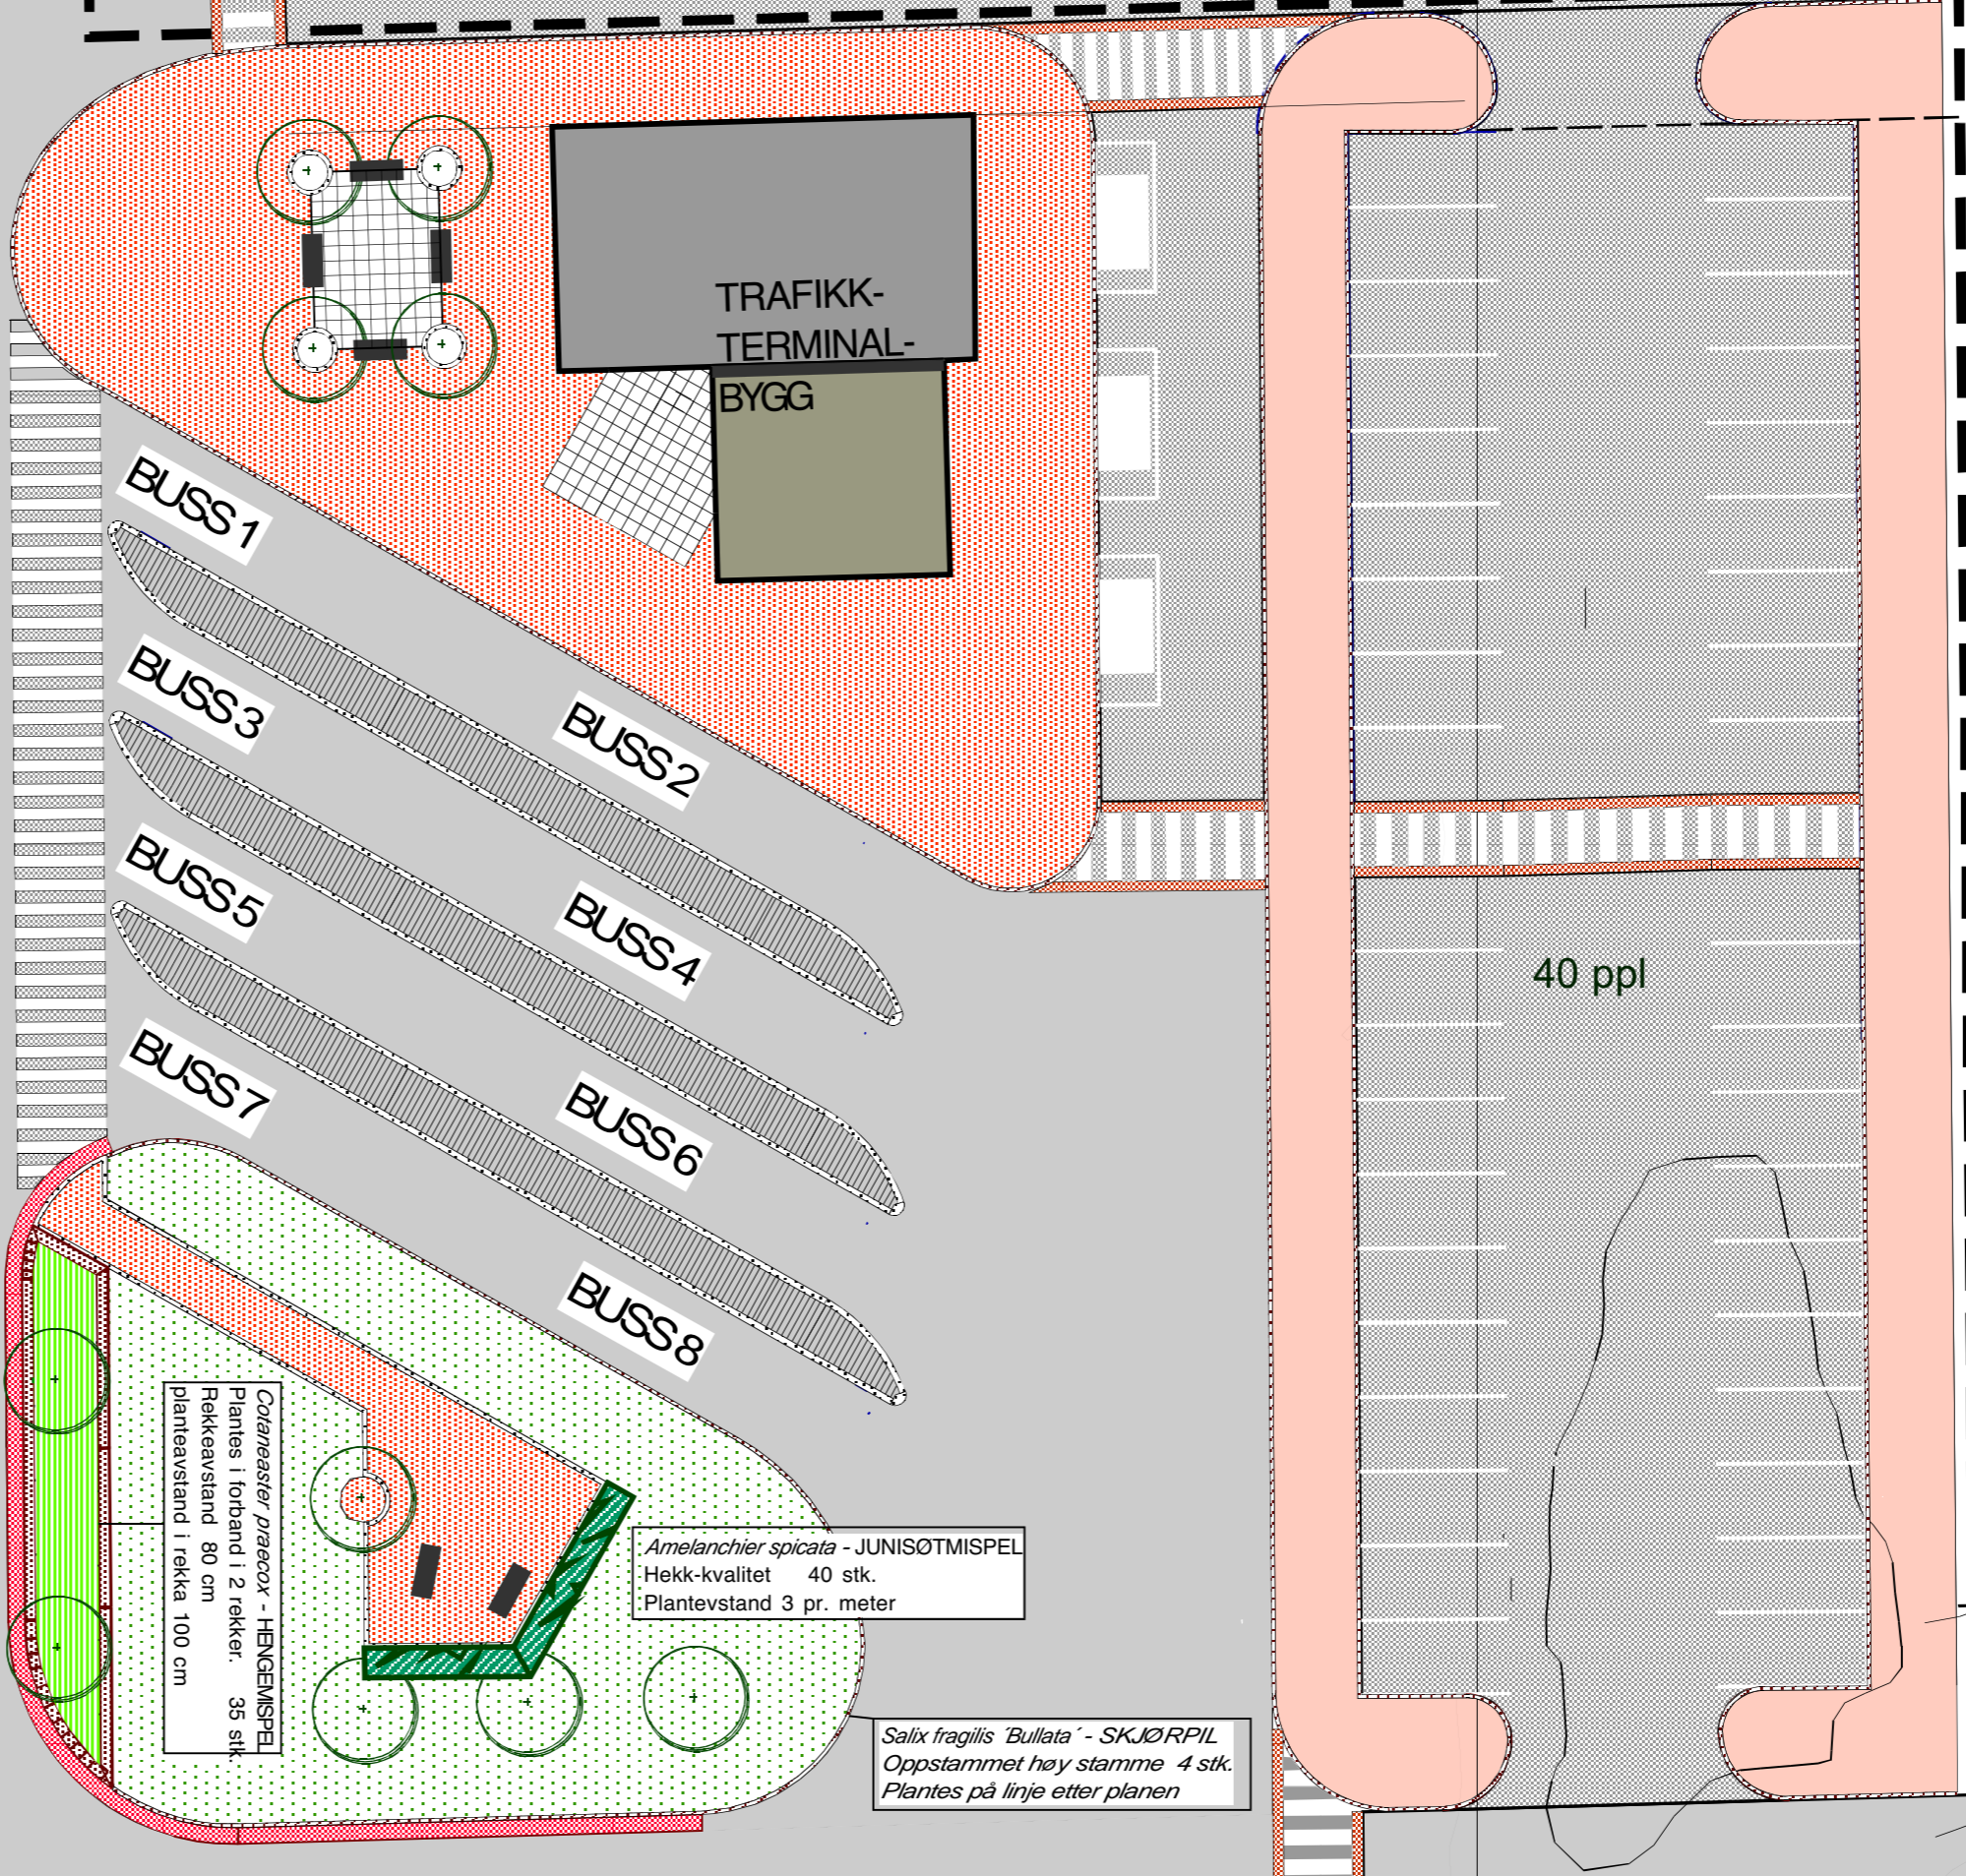 TRAFIKK-
TERMINAL-
BYGG
BUSS 1
BUSS 2
BUSS 3
BUSS 4
BUSS 5
BUSS 6
BUSS 7
BUSS 8
40 ppl
Cotaneaster praecox - HENGEMISPEL
Plantes i forband i 2 rekker. 35 stk.
Rekkeavstand 80 cm
planteavstand i rekka 100 cm
Amelanchier spicata - JUNISØTMISPEL
Hekk-kvalitet 40 stk.
Plantevstand 3 pr. meter
Salix fragilis ´Bullata´ - SKJØRPIL
Oppstammet høy stamme 4 stk.
Plantes på linje etter planen